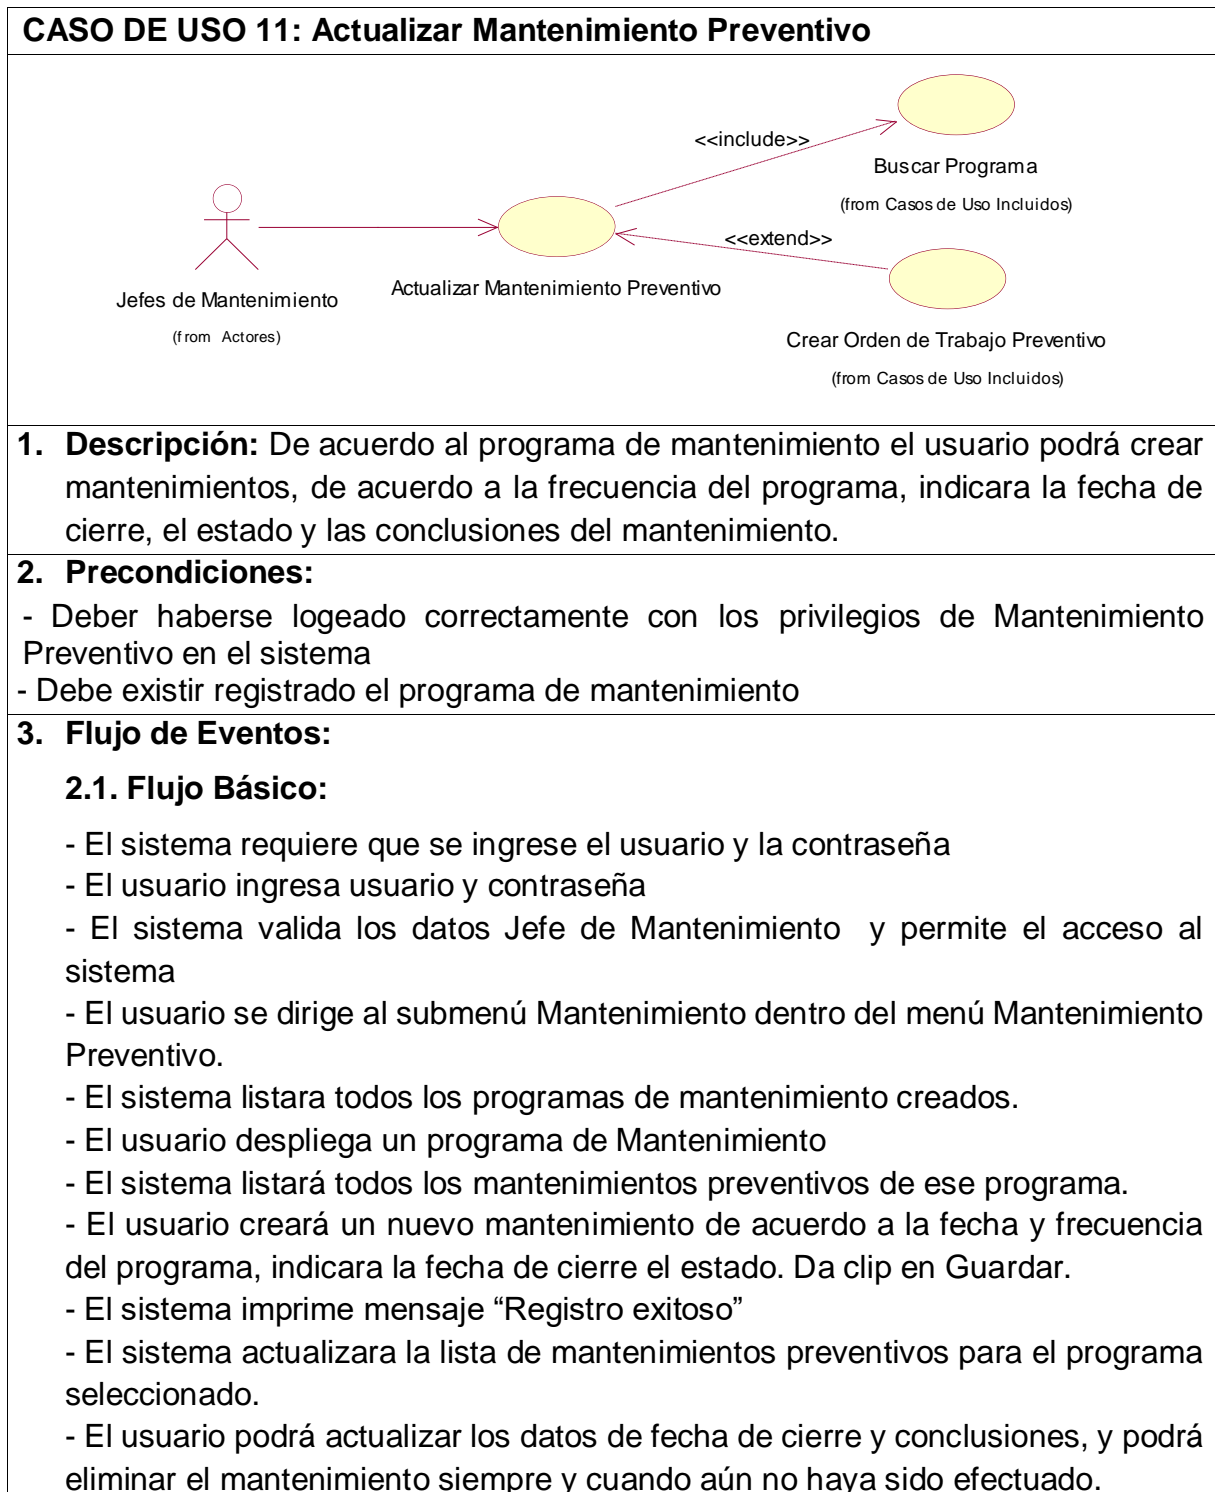 CASO DE USO 11: Actualizar Mantenimiento Preventivo
<<include>>
Buscar Programa
(from Casos de Uso Incluidos)
<<extend>>
Actualizar Mantenimiento Preventivo
Jefes de Mantenimiento
(from Actores)
Crear Orden de Trabajo Preventivo
(from Casos de Uso Incluidos)
1. Descripción: De acuerdo al programa de mantenimiento el usuario podrá crear
mantenimientos, de acuerdo a la frecuencia del programa, indicara la fecha de
cierre, el estado y las conclusiones del mantenimiento.
2. Precondiciones:
- Deber haberse logeado correctamente con los privilegios de Mantenimiento
Preventivo en el sistema
- Debe existir registrado el programa de mantenimiento
3. Flujo de Eventos:
2.1. Flujo Básico:
- El sistema requiere que se ingrese el usuario y la contraseña
- El usuario ingresa usuario y contraseña
- El sistema valida los datos Jefe de Mantenimiento y permite el acceso al
sistema
- El usuario se dirige al submenú Mantenimiento dentro del menú Mantenimiento
Preventivo.
- El sistema listara todos los programas de mantenimiento creados.
- El usuario despliega un programa de Mantenimiento
- El sistema listará todos los mantenimientos preventivos de ese programa.
- El usuario creará un nuevo mantenimiento de acuerdo a la fecha y frecuencia
del programa, indicara la fecha de cierre el estado. Da clip en Guardar.
- El sistema imprime mensaje “Registro exitoso”
- El sistema actualizara la lista de mantenimientos preventivos para el programa
seleccionado.
- El usuario podrá actualizar los datos de fecha de cierre y conclusiones, y podrá
eliminar el mantenimiento siempre y cuando aún no haya sido efectuado.